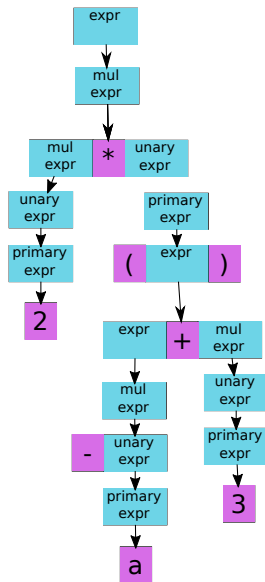 expr
mul
expr
mul * unary
expr expr
unary primary
expr expr
primary ( expr )
expr
2
expr + mul
expr
mul unary
expr expr
- unary primary
expr expr
primary 3
expr
a